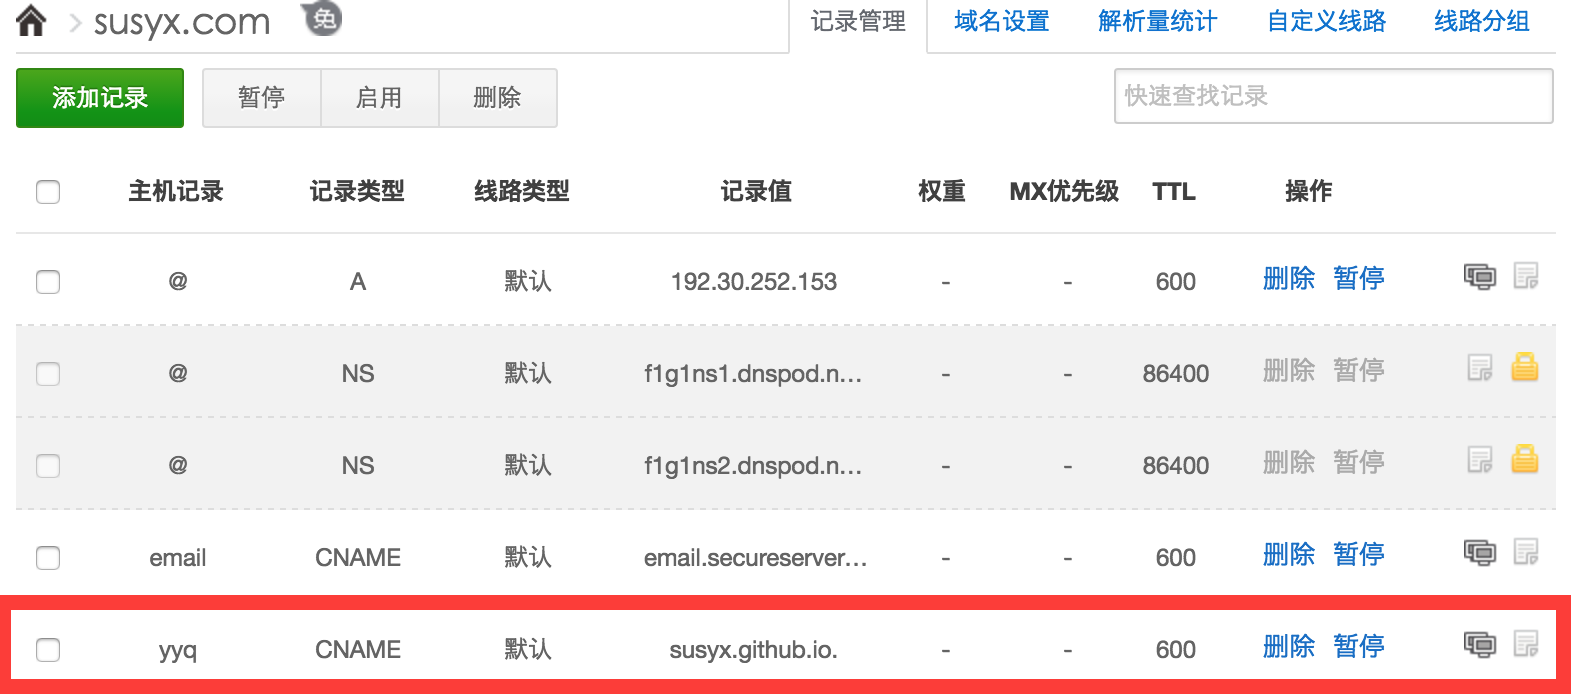 susyx.com 免 记录管理 域名设置 解析量统计 自定义线路 线路分组
添加记录 暂停 启用 删除 快速查找记录
主机记录 记录类型 线路类型 记录值 权重 MX优先级 TTL 操作
@ A 默认 192.30.252.153 - - 600 删除 暂停
@ NS 默认 f1g1ns1.dnspod.n... - - 86400 删除 暂停
@ NS 默认 f1g1ns2.dnspod.n... - - 86400 删除 暂停
email CNAME 默认 email.secureserver... - - 600 删除 暂停
yyq CNAME 默认 susyx.github.io. - - 600 删除 暂停